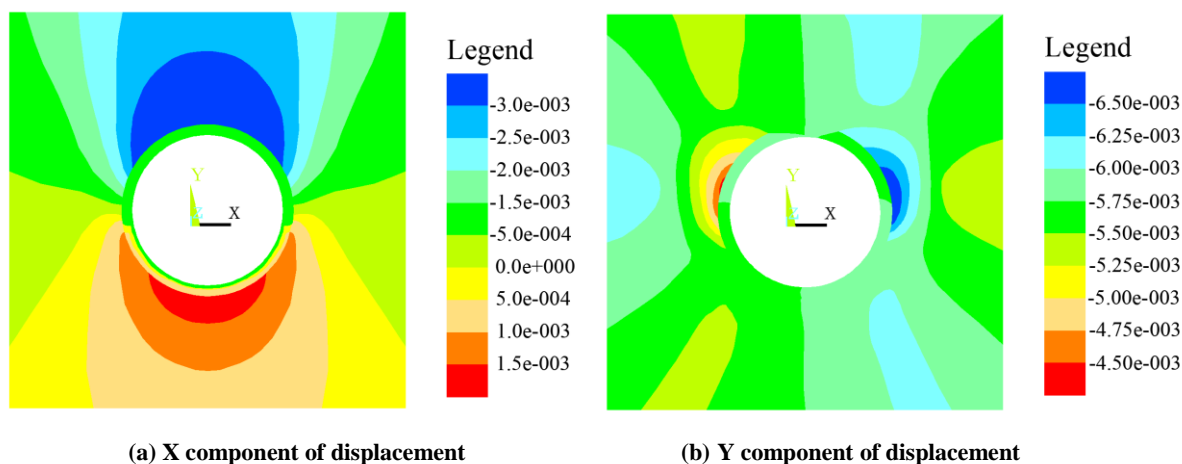 Legend
-3.0e-003
-2.5e-003
-2.0e-003
-1.5e-003
-5.0e-004
0.0e+000
5.0e-004
1.0e-003
1.5e-003
Y
Z
X
(a) X component of displacement
Legend
-6.50e-003
-6.25e-003
-6.00e-003
-5.75e-003
-5.50e-003
-5.25e-003
-5.00e-003
-4.75e-003
-4.50e-003
Y
Z
X
(b) Y component of displacement